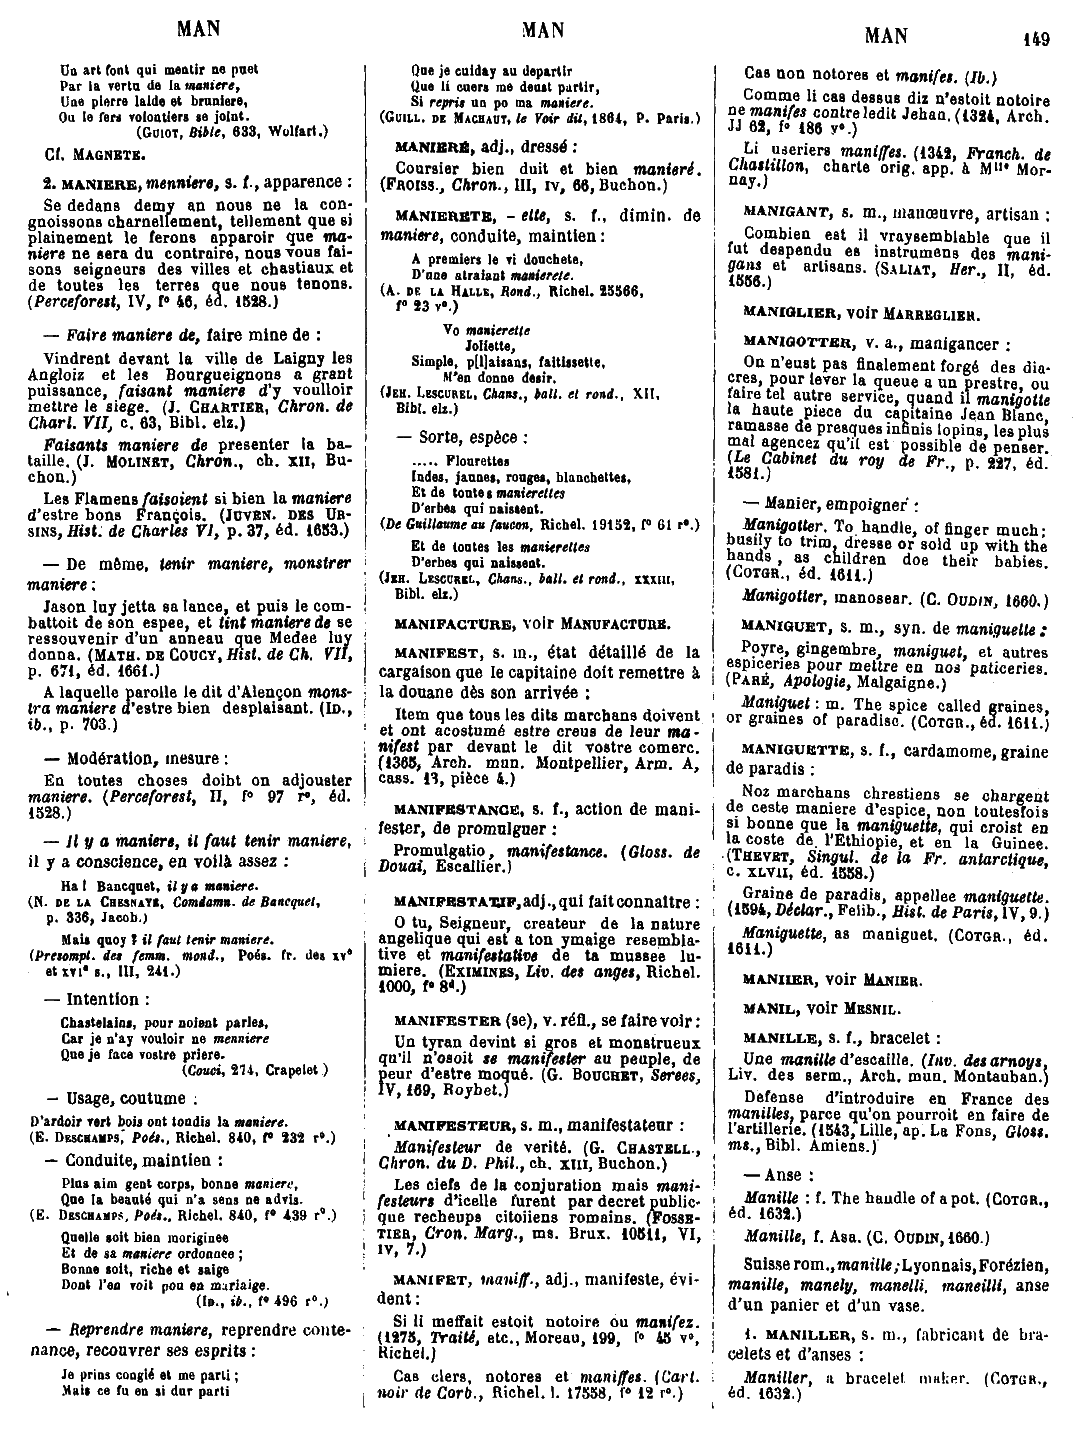 MAN
Un art font qui mentir ne puet
Par la vertu de la maniere,
Une pierre laide et bruniere,
Ou le fers volontiers se joint.
(GUIOT, Bible, 633, Wolfart.)
Cf. MAGNETE.
2. MANIERE, menniere, s. f., apparence :
Se dedans demy an nous ne la con-
gnoissons charnellement, tellement que si
plainement le ferons apparoir que ma-
niere ne sera du contraire, nous vous fai-
sons seigneurs des villes et chastiaux et
de toutes les terres que nous tenons.
(Perceforest, IV, f° 46, éd. 1528.)
— Faire maniere de, faire mine de :
Vindrent devant la ville de Laigny les
Angloiz et les Bourgueignons a grant
puissance, faisant maniere d'y voulloir
mettre le siege. (J. CHARTIER, Chron. de
Charl. VII, c. 63, Bibl. elz.)
Faisants maniere de presenter la ba-
taille. (J. MOLINET, Chron., ch. XII, Bu-
chon.)
Les Flamens faisoient si bien la maniere
d'estre bons François. (JUVEN. DES UR-
SINS, Hist. de Charles VI, p. 37, éd. 1653.)
— De même, tenir maniere, monstrer
maniere :
Jason luy jetta sa lance, et puis le com-
battoit de son espee, et tint maniere de se
ressouvenir d'un anneau que Medee luy
donna. (MATH. DE COUCY, Hist. de Ch. VII,
p. 671, éd. 1661.)
A laquelle parolle le dit d'Alençon mons-
tra maniere d'estre bien desplaisant. (ID.,
ib., p. 703.)
— Modération, mesure :
En toutes choses doibt on adjouster
maniere. (Perceforest, II, f° 97 r°, éd.
1528.)
— Il y a maniere, il faut tenir maniere,
il y a conscience, en voilà assez :
Ha ! Bancquet, il y a maniere.
(N. DE LA CHESNAYE, Comdamn. de Bancquet,
p. 336, Jacob.)
Mais quoy ? il faut tenir maniere.
(Presompt. des femm. mond., Poés. fr. des XVe
et XVIe s., III, 241.)
— Intention :
Chastelains, pour noient parles,
Car je n'ay vouloir ne menniere
Que je face vostre priere.
(Couci, 274, Crapelet )
— Usage, coutume :
D'ardoir vert bois ont tondis la maniere.
(E. DESCHAMPS, Poés., Richel. 840, f° 232 r°.)
— Conduite, maintien :
Plus aim gent corps, bonne maniere,
Que la beauté qui n'a sens ne advis.
(E. DESCHAMPS, Poés., Richel. 840, f° 439 r°.)
Quelle soit bien moriginee
Et de sa maniere ordonnee ;
Bonne soit, riche et saige
Dont l'en voit pou en mariaige.
(ID., ib., f° 496 r°.)
— Reprendre maniere, reprendre conte-
nance, recouvrer ses esprits :
Je prins congié et me parti ;
Mais ce fu en si dur parti
MAN
Que je cuiday au departir
Que li cuers me deust partir,
Si repris un po ma maniere.
(GUILL. DE MACHAUT, le Voir dit, 1864, P. Paris.)
MANIERÉ, adj., dressé :
Coursier bien duit et bien manieré.
(FROISS., Chron., III, IV, 66, Buchon.)
MANIERETE, - ette, s. f., dimin. de
maniere, conduite, maintien :
A premiers le vi douchete,
D'une atraiant manierete.
(A. DE LA HALLE, Rond., Richel. 25566,
f° 23 v°.)
Vo manierette
Joliette,
Simple, p[l]aisans, faitissette,
M'en donne desir.
(JEH. LESCUREL, Chans., ball. et rond., XII,
Bibl. elz.)
— Sorte, espèce :
..... Flourettes
Indes, jaunes, rouges, blanchettes,
Et de toutes manierettes
D'erbes qui naissent.
(De Guillaume au faucon, Richel. 19152, f° 61 r°.)
Et de toutes les manierettes
D'erbes qui naissent.
(JEH. LESCUREL, Chans., ball. et rond., XXXIII,
Bibl. elz.)
MANIFACTURE, voir MANUFACTURE.
MANIFEST, s. m., état détaillé de la
cargaison que le capitaine doit remettre à
la douane dès son arrivée :
Item que tous les dits marchans doivent
et ont acostumé estre creus de leur ma-
nifest par devant le dit vostre comerc.
(1365, Arch. mun. Montpellier, Arm. A,
cass. 13, pièce 4.)
MANIFESTANCE, s. f., action de mani-
fester, de promulguer :
Promulgatio, manifestance. (Gloss. de
Douai, Escallier.)
MANIFESTATIF, adj., qui fait connaître :
O tu, Seigneur, createur de la nature
angelique qui est a ton ymaige resembla-
tive et manifestative de ta mussee lu-
miere. (EXIMINES, Liv. des anges, Richel.
1000, f° 8d.)
MANIFESTER (se), v. réfl., se faire voir :
Un tyran devint si gros et monstrueux
qu'il n'osoit se manifester au peuple, de
peur d'estre moqué. (G. BOUCHET, Serees,
IV, 169, Roybet.)
MANIFESTEUR, s. m., manifestateur :
Manifesteur de verité. (G. CHASTELL.,
Chron. du D. Phil., ch. XIII, Buchon.)
Les clefs de la conjuration mais mani-
festeurs d'icelle furent par decret public-
que recheups citoiiens romains. (FOSSE-
TIER, Cron. Marg., ms. Brux. 10511, VI,
IV, 7.)
MANIFET, maniff., adj., manifeste, évi-
dent :
Si li meffait estoit notoire ou manifez.
(1275, Traité, etc., Moreau, 199, f° 45 v°,
Richel.)
Cas clers, notores et maniffes. (Cart.
noir de Corb., Richel. l. 17558, f° 12 r°.)
MAN 149
Cas non notores et manifes. (Ib.)
Comme li cas dessus diz n'estoit notoire
ne manifes contre ledit Jehan. (1324, Arch.
JJ 62, f° 186 v°.)
Li useriers maniffes. (1342, Franch. de
Chastillon, charte orig. app. à Mlle Mor-
nay.)
MANIGANT, s. m., manœuvre, artisan :
Combien est il vraysemblable que il
fut despendu es instrumens des mani-
gans et artisans. (SALIAT, Her., II, éd.
1556.)
MANIGLIER, voir MARREGLIER.
MANIGOTTER, v. a., manigancer :
On n'eust pas finalement forgé des dia-
cres, pour lever la queue a un prestre, ou
faire tel autre service, quand il manigotte
la haute piece du capitaine Jean Blanc,
ramasse de presques infinis lopins, les plus
mal agencez qu'il est possible de penser.
(Le Cabinet du roy de Fr., p. 227, éd.
1581.)
— Manier, empoigner :
Manigotter. To handle, of finger much;
busily to trim, dresse or sold up with the
hands , as children doe their babies.
(COTGR., éd. 1611.)
Manigotter, manosear. (C. OUDIN, 1660.)
MANIGUET, s. m., syn. de maniguette :
Poyre, gingembre, maniguet, et autres
espiceries pour mettre en nos paticeries.
(PARÉ, Apologie, Malgaigne.)
Maniguet : m. The spice called graines,
or graines of paradise. (COTGR., éd. 1611.)
MANIGUETTE, s. f., cardamome, graine
de paradis :
Noz marchans chrestiens se chargent
de ceste maniere d'espice, non toutesfois
si bonne que la maniguette, qui croist en
la coste de l'Ethiopie, et en la Guinee.
(THEVET, Singul. de la Fr. antarctique,
c. XLVII, éd. 1558.)
Graine de paradis, appellee maniguette.
(1594, Déclar., Felib., Hist. de Paris, IV, 9.)
Maniguette, as maniguet. (COTGR., éd.
1611.)
MANIIER, voir MANIER.
MANIL, voir MESNIL.
MANILLE, s. f., bracelet :
Une manille d'escaille. (Inv. des arnoys,
Liv. des serm., Arch. mun. Montauban.)
Defense d'introduire en France des
manilles, parce qu'on pourroit en faire de
l'artillerie. (1543, Lille, ap. La Fons, Gloss.
ms., Bibl. Amiens.)
— Anse :
Manille : f. The handle of a pot. (COTGR.,
éd. 1632.)
Manille, f. Asa. (C. OUDIN, 1660.)
Suisse rom., manille; Lyonnais, Forézien,
manille, manely, manelli, maneilli, anse
d'un panier et d'un vase.
1. MANILLER, s. m., fabricant de bra-
celets et d'anses :
Maniller, a bracelet maker. (COTGR.,
éd. 1632.)